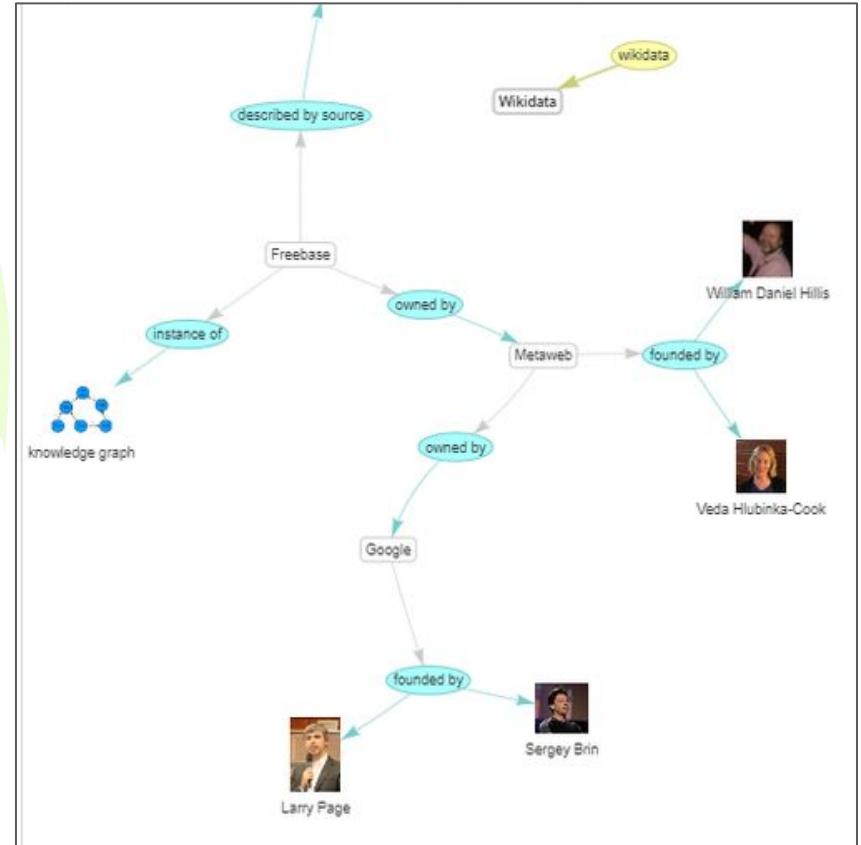 wikidata
Wikidata
described by source
Freebase
owned by
William Daniel Hillis
instance of
Metaweb
founded by
knowledge graph
owned by
Veda Hlubinka-Cook
Google
founded by
Sergey Brin
Larry Page